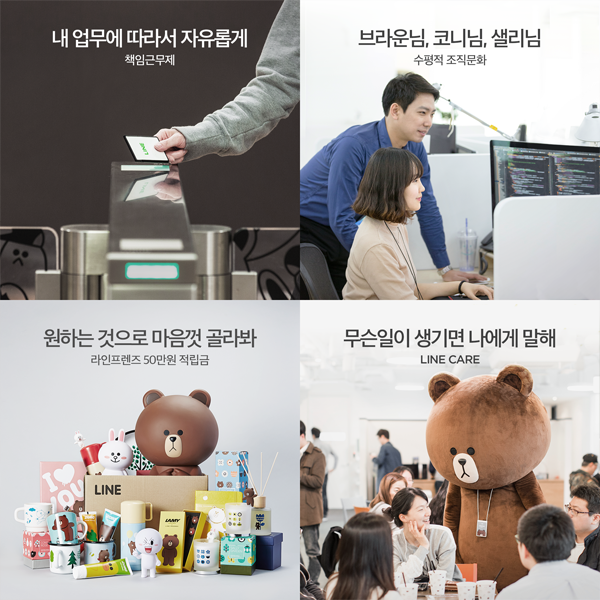 내 업무에 따라서 자유롭게
책임근무제
브라운님, 코니님, 샐리님
수평적 조직문화
LINE
원하는 것으로 마음껏 골라봐
라인프렌즈 50만원 적립금
무슨일이 생기면 나에게 말해
LINE CARE
I ♥
YOU
LINE
LAMY